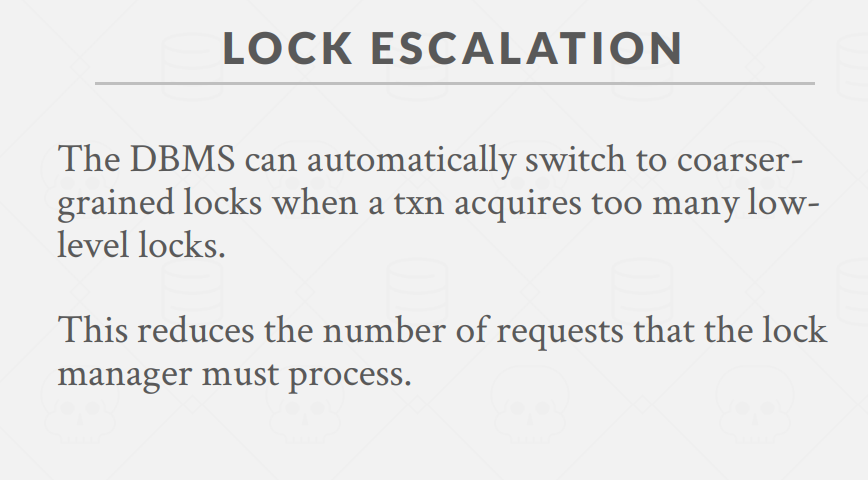 LOCK ESCALATION
The DBMS can automatically switch to coarser-
grained locks when a txn acquires too many low-
level locks.
This reduces the number of requests that the lock
manager must process.